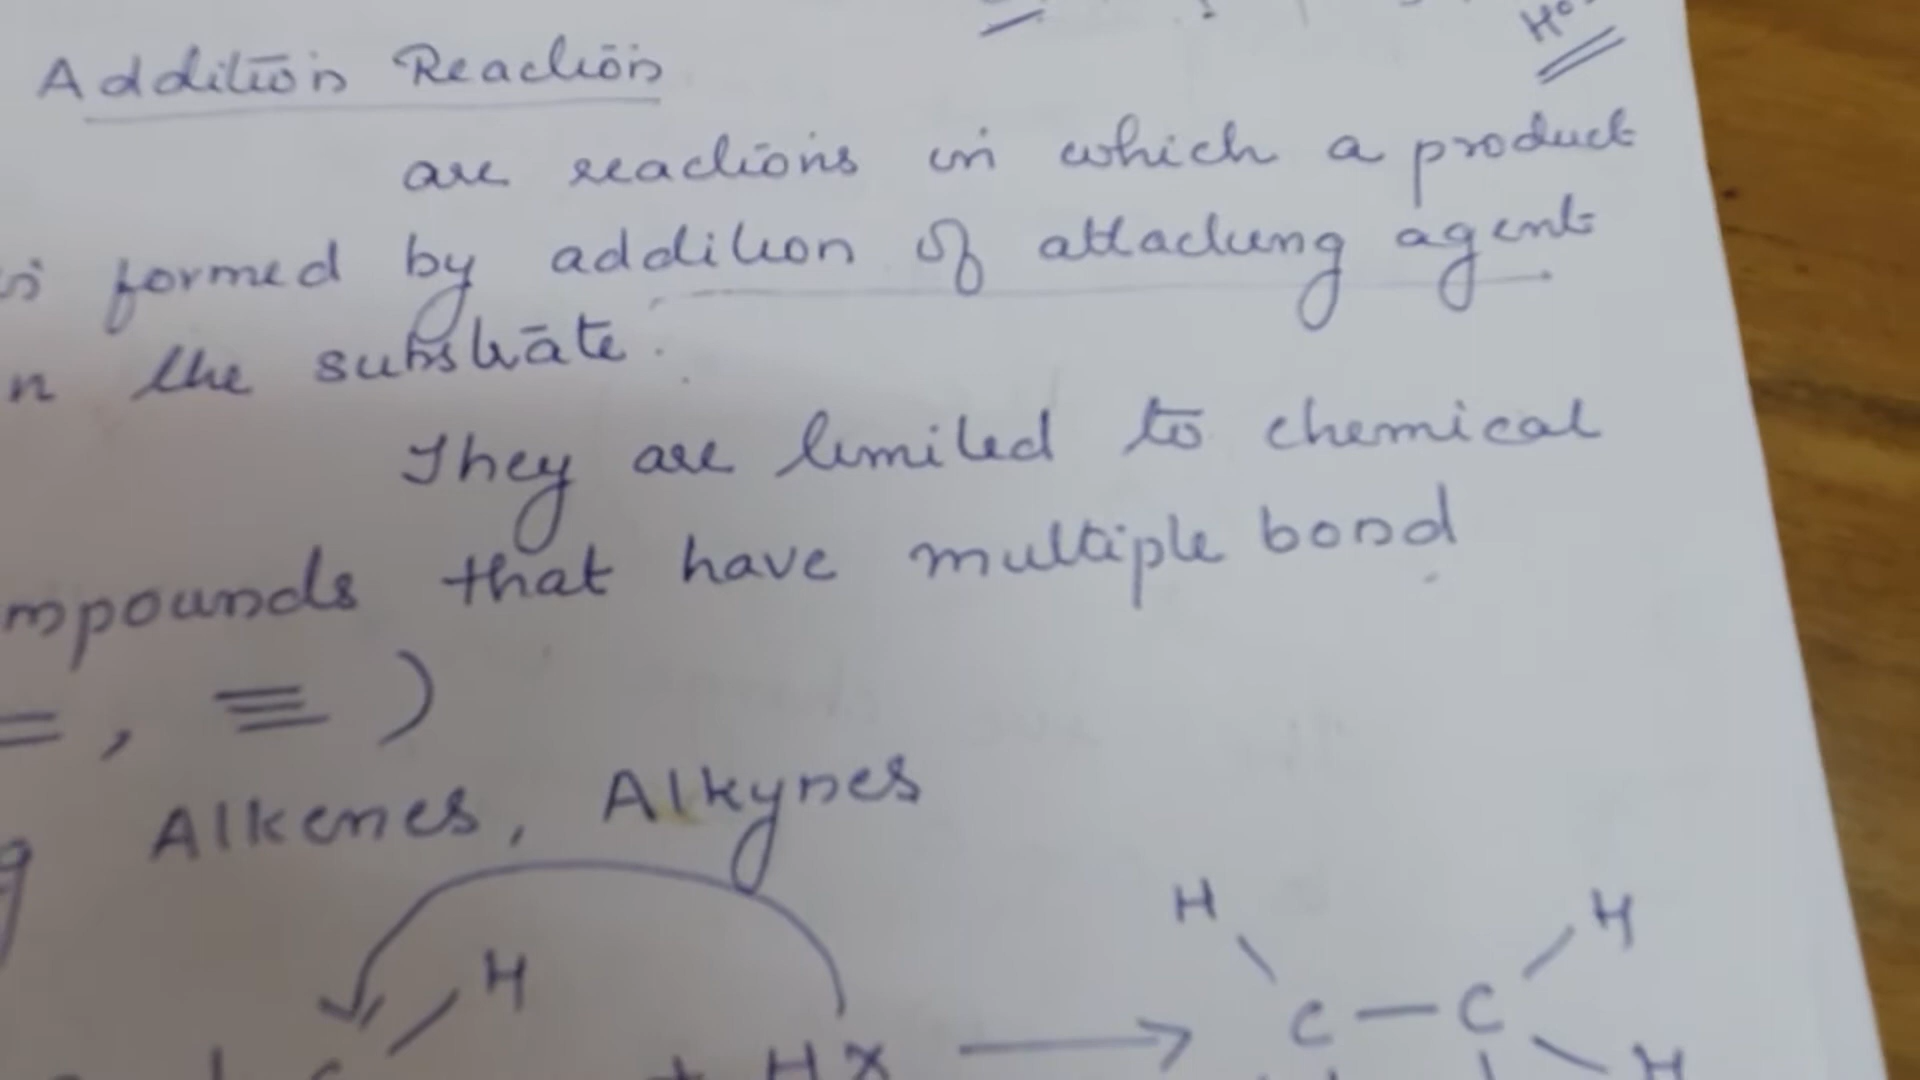 H
Addition Reaction
are reactions in which a product
is formed by addition of attacking agent
n the substrate.
They are limited to chemical
mpounds that have multiple bond
=, ≡ )
g Alkenes, Alkynes
H H H
C — C
+ HX → H